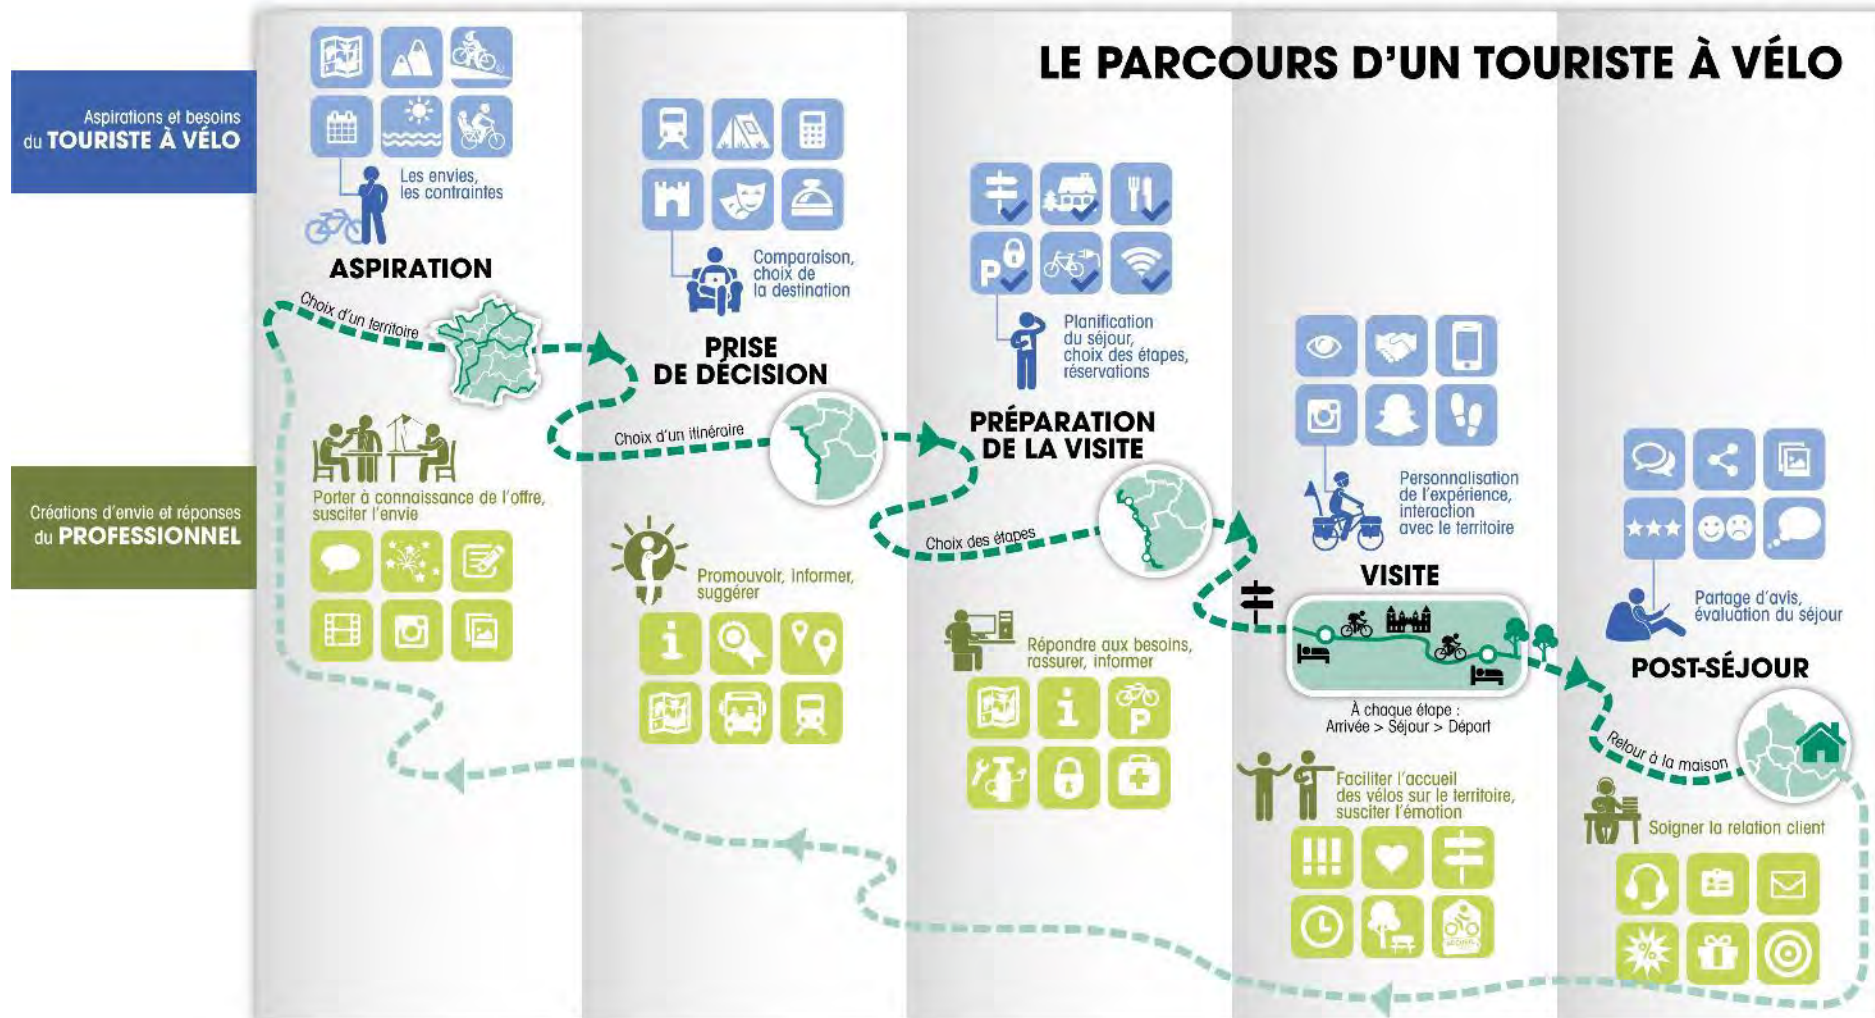 LE PARCOURS D'UN TOURISTE À VÉLO
Aspirations et besoins
du TOURISTE À VÉLO
Les envies,
les contraintes
ASPIRATION
Choix d'un territoire
Comparaison,
choix de
la destination
PRISE
DE DÉCISION
Choix d'un itinéraire
P
Planification
du séjour,
choix des étapes,
réservations
PRÉPARATION
DE LA VISITE
Choix des étapes
Personnalisation
de l'expérience,
interaction
avec le territoire
VISITE
À chaque étape :
Arrivée > Séjour > Départ
Partage d'avis,
évaluation du séjour
POST-SÉJOUR
Retour à la maison
Créations d'envie et réponses
du PROFESSIONNEL
Porter à connaissance de l'offre,
susciter l'envie
Promouvoir, informer,
suggérer
i
Répondre aux besoins,
rassurer, informer
i
P
Faciliter l'accueil
des vélos sur le territoire,
susciter l'émotion
!!!
Soigner la relation client
%